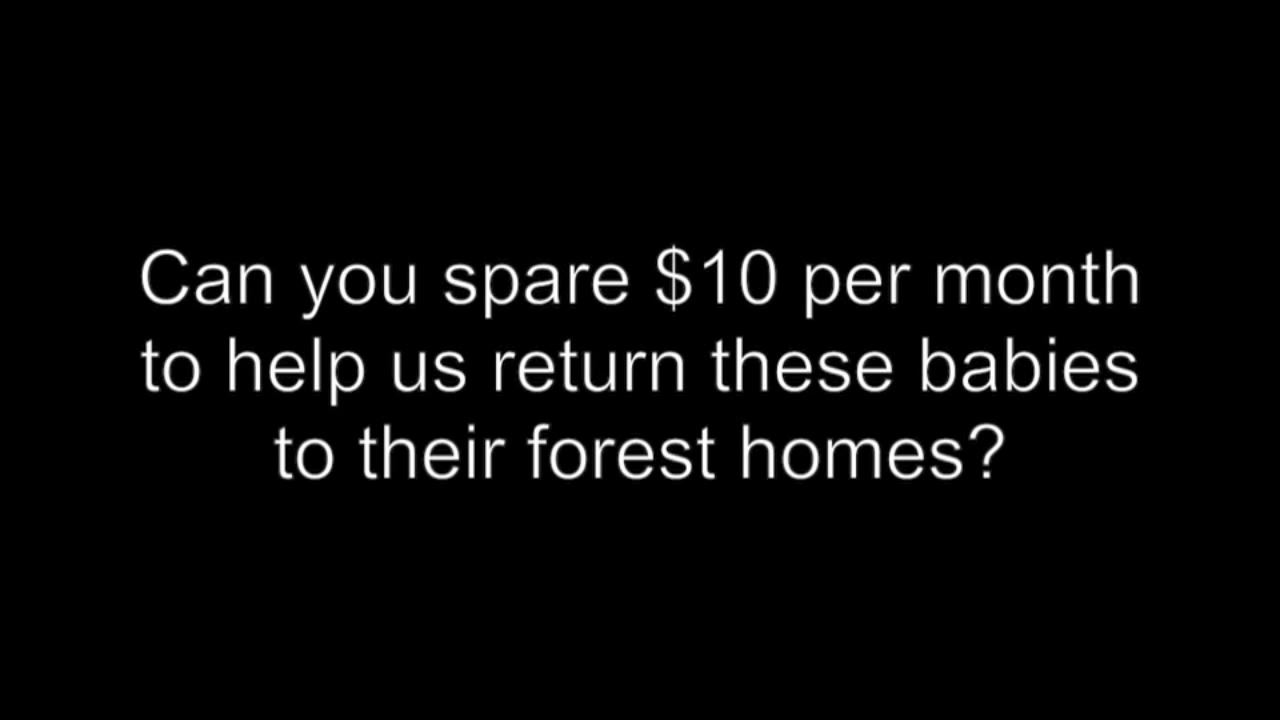 Can you spare $10 per month
to help us return these babies
to their forest homes?